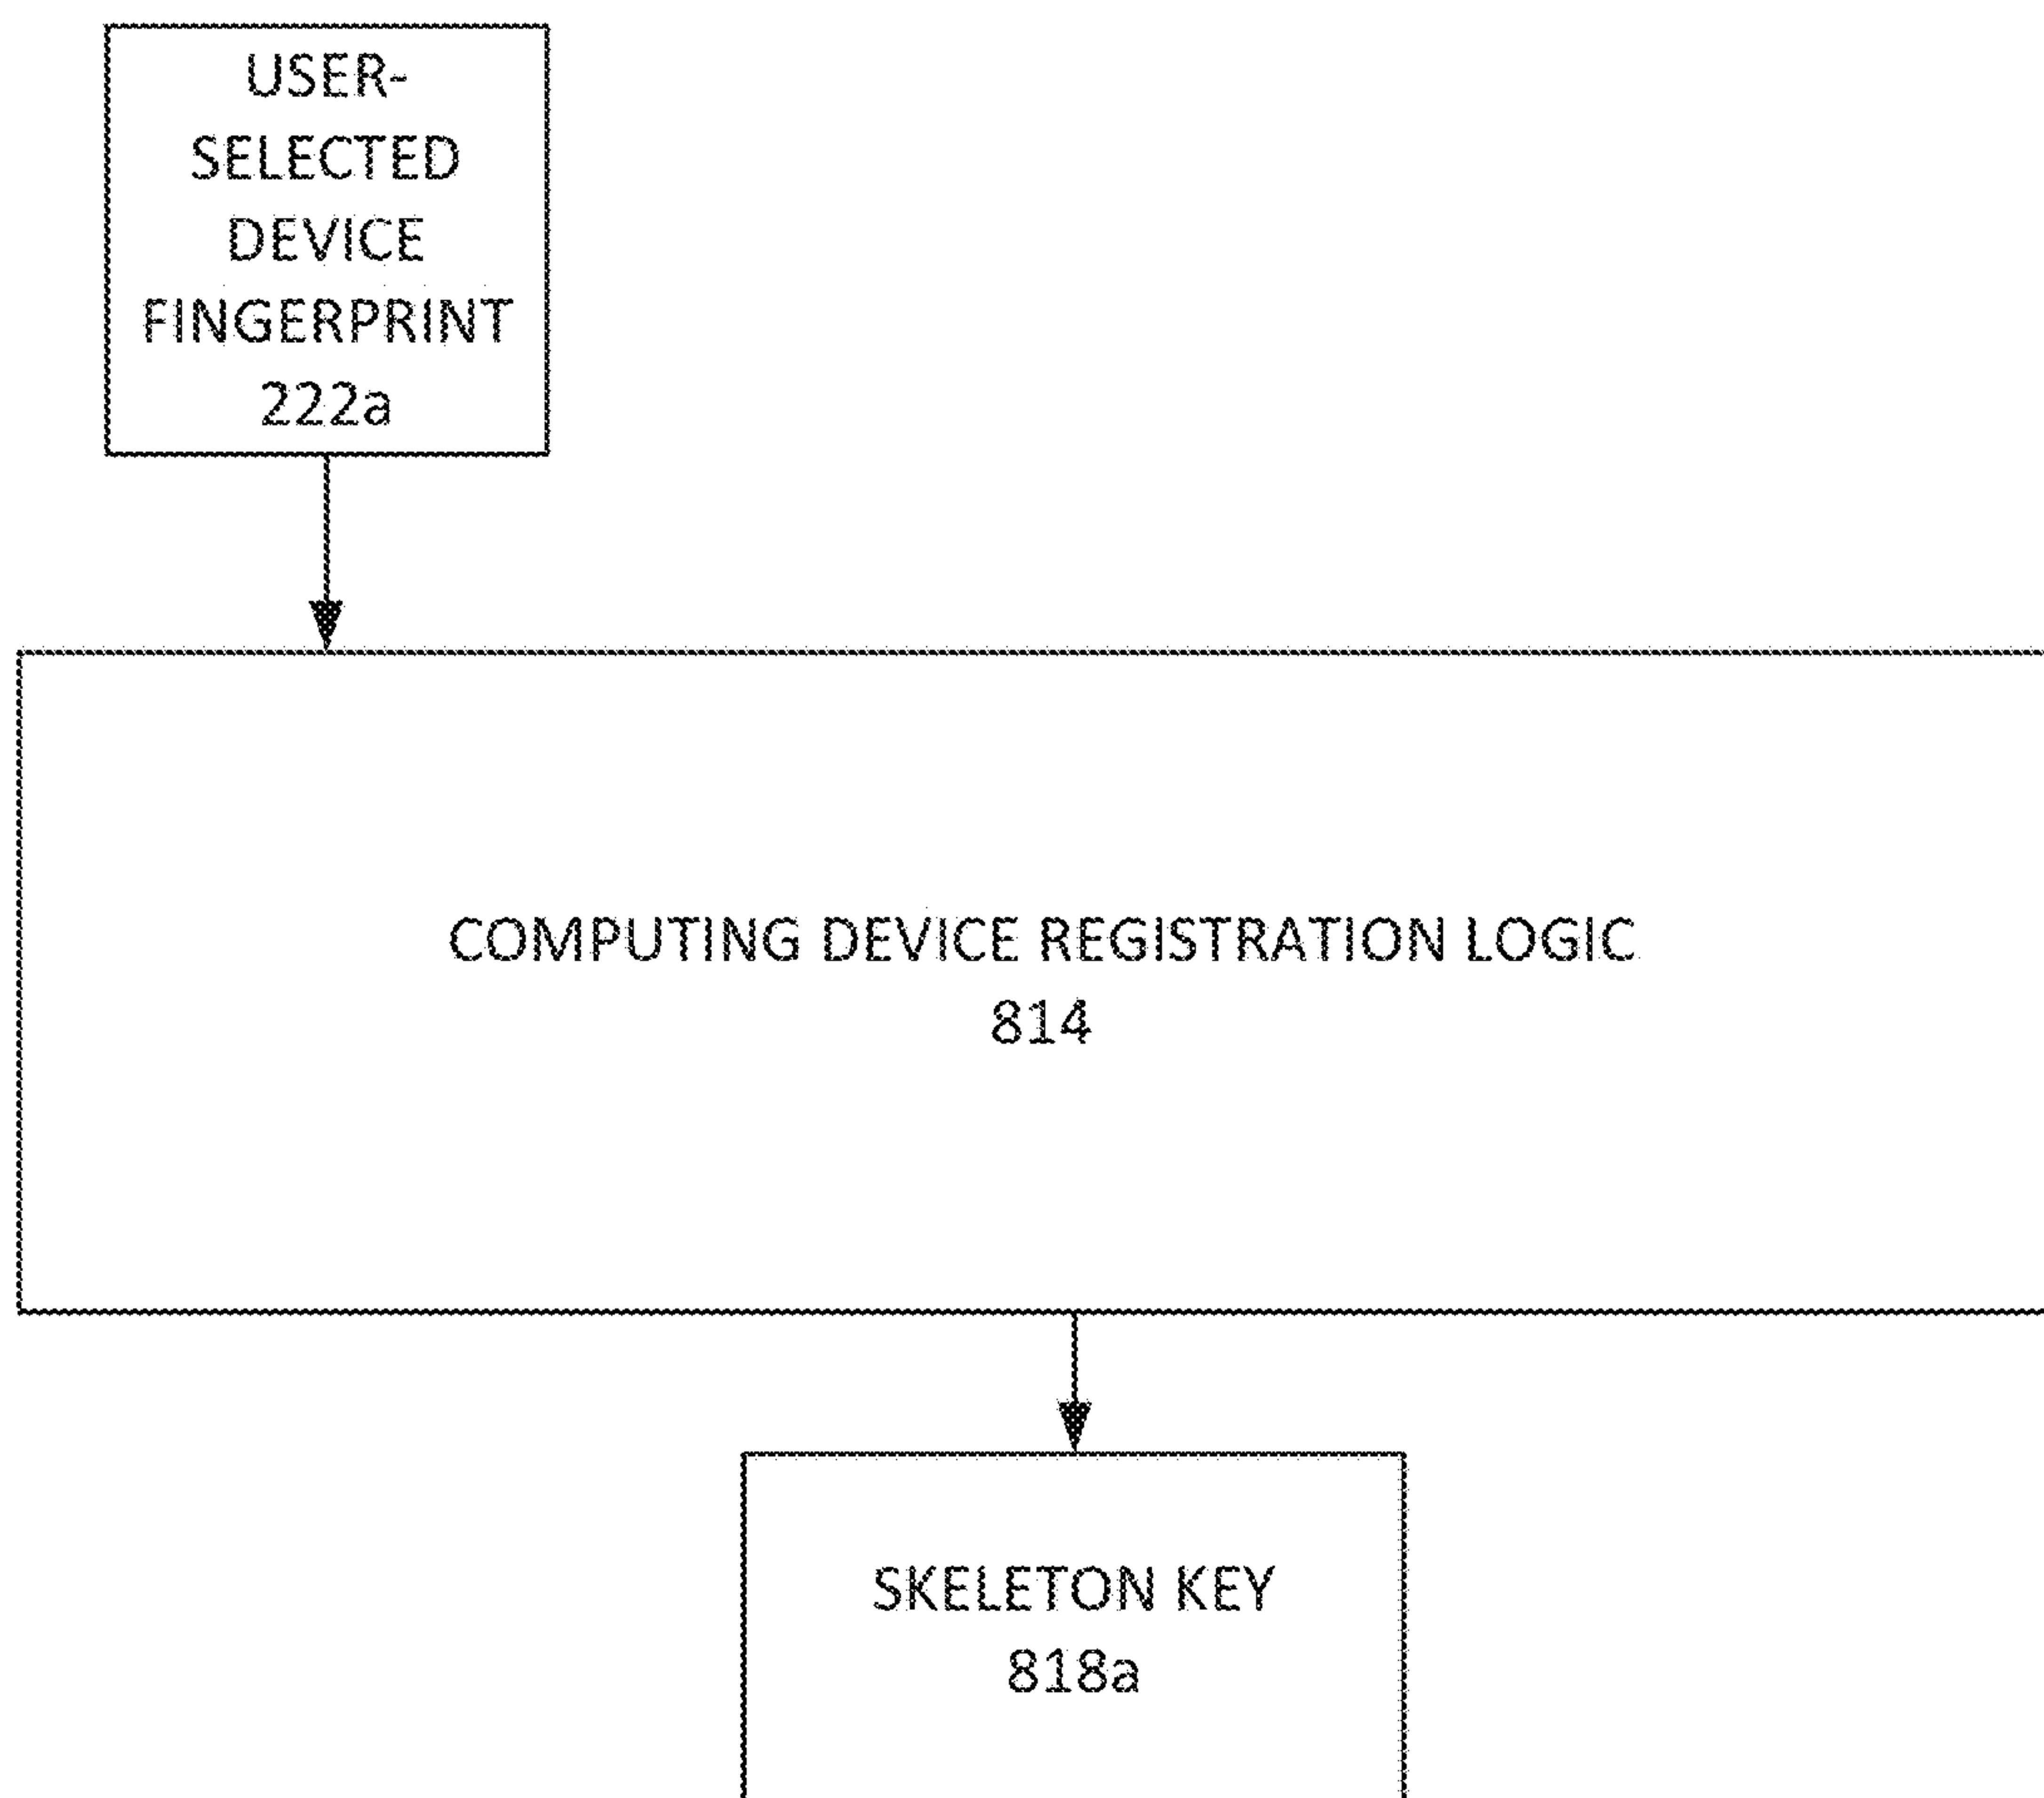 USER-
SELECTED
DEVICE
FINGERPRINT
222a
COMPUTING DEVICE REGISTRATION LOGIC
814
SKELETON KEY
818a